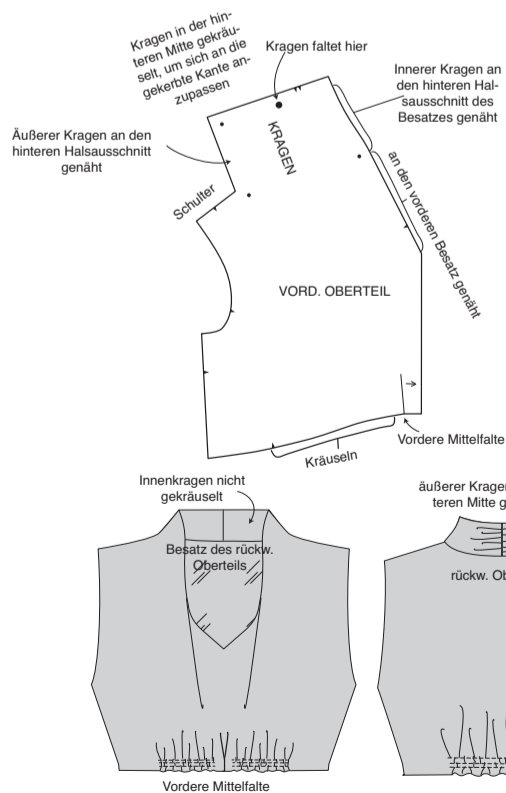 Kragen in der hin-
teren Mitte gekräu-
selt, um sich an die
gekerbte Kante an-
zupassen
Kragen faltet hier
Innerer Kragen an
den hinteren Hal-
sausschnitt des
Besatzes genäht
Äußerer Kragen an den
hinteren Halsausschnitt
genäht
KRAGEN
Schulter
an den vorderen Besatz genäht
VORD. OBERTEIL
Vordere Mittelfalte
Kräuseln
Innenkragen nicht
gekräuselt
Besatz des rückw.
Oberteils
Vordere Mittelfalte
äußerer Kragen
teren Mitte g
rückw. Ob